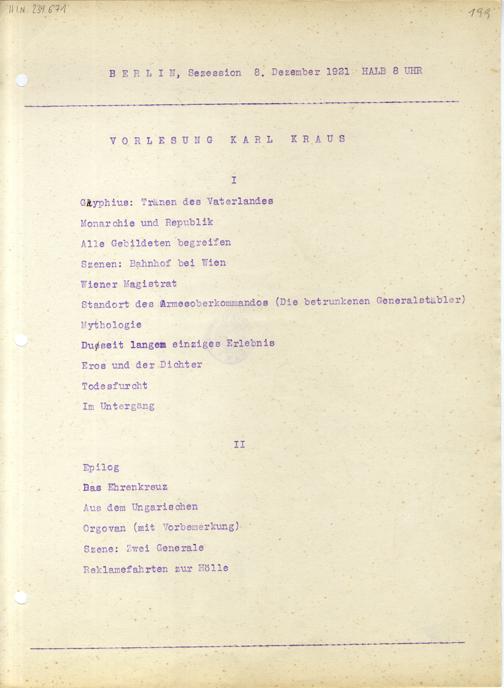 IIN. 239.671
199
B E R L I N, Sezession 8. Dezember 1921 HALB 8 UHR
V O R L E S U N G K A R L K R A U S
I
Gryphius: Tränen des Vaterlandes
Monarchie und Republik
Alle Gebildeten begreifen
Szenen: Bahnhof bei Wien
Wiener Magistrat
Standort des Armeeoberkommandos (Die betrunkenen Generalstäbler)
Mythologie
Du seit langem einziges Erlebnis
Eros und der Dichter
Todesfurcht
Im Untergang
II
Epilog
Das Ehrenkreuz
Aus dem Ungarischen
Orgovan (mit Vorbemerkung)
Szene: Zwei Generale
Reklamefahrten zur Hölle